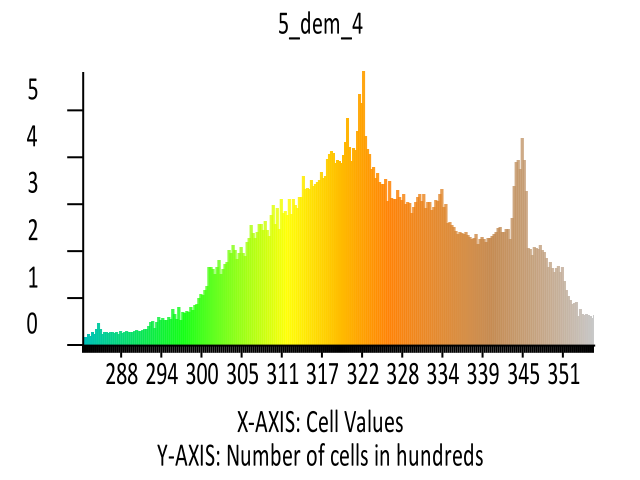 5_dem_4
5
4
3
2
1
0
288 294 300 305 311 317 322 328 334 339 345 351
X-AXIS: Cell Values
Y-AXIS: Number of cells in hundreds